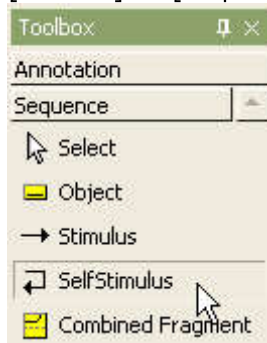 Toolbox
Annotation
Sequence
Select
Object
Stimulus
SelfStimulus
Combined Fragment